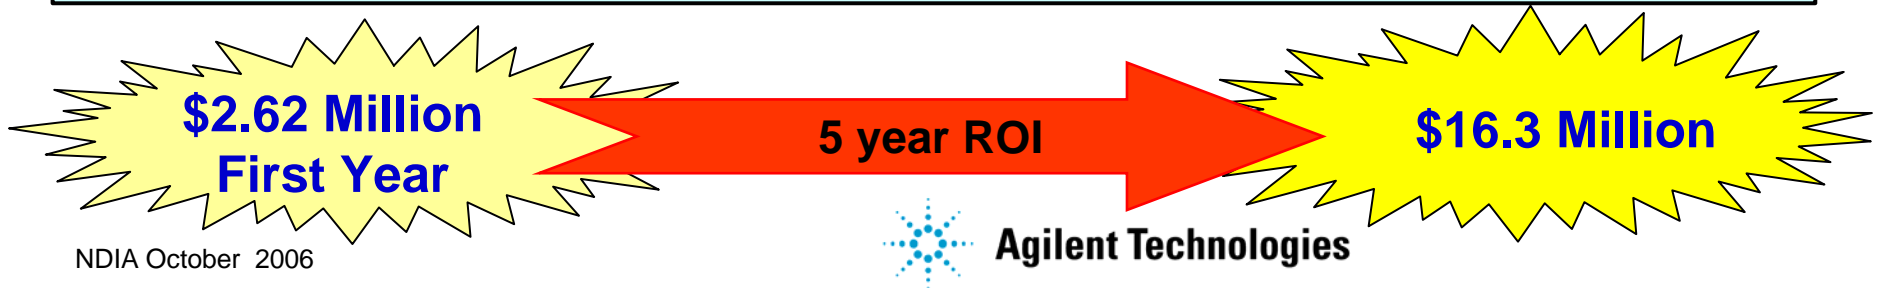 $2.62 Million
First Year
5 year ROI
$16.3 Million
NDIA October 2006
Agilent Technologies